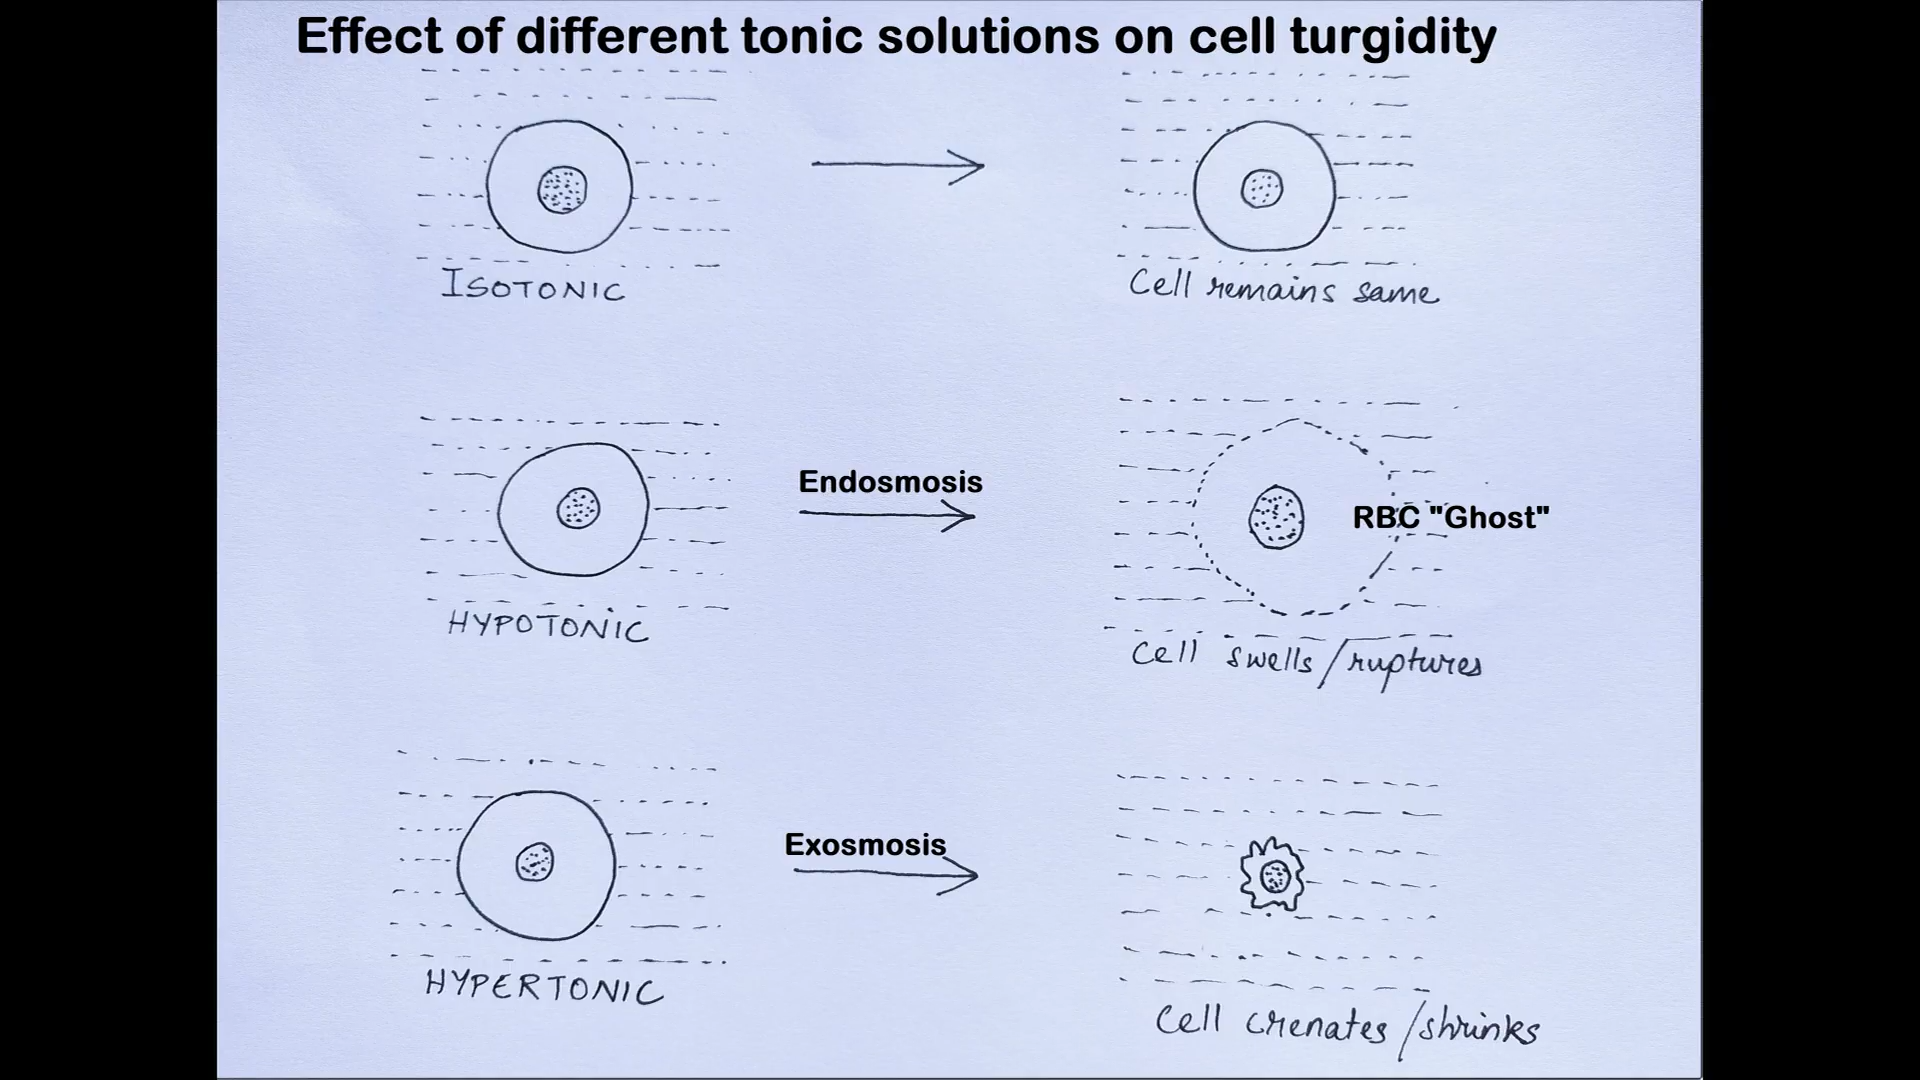 Effect of different tonic solutions on cell turgidity
ISOTONIC
Cell remains same
Endosmosis
RBC "Ghost"
HYPOTONIC
Cell swells/ruptures
Exosmosis
HYPERTONIC
Cell crenates/shrinks